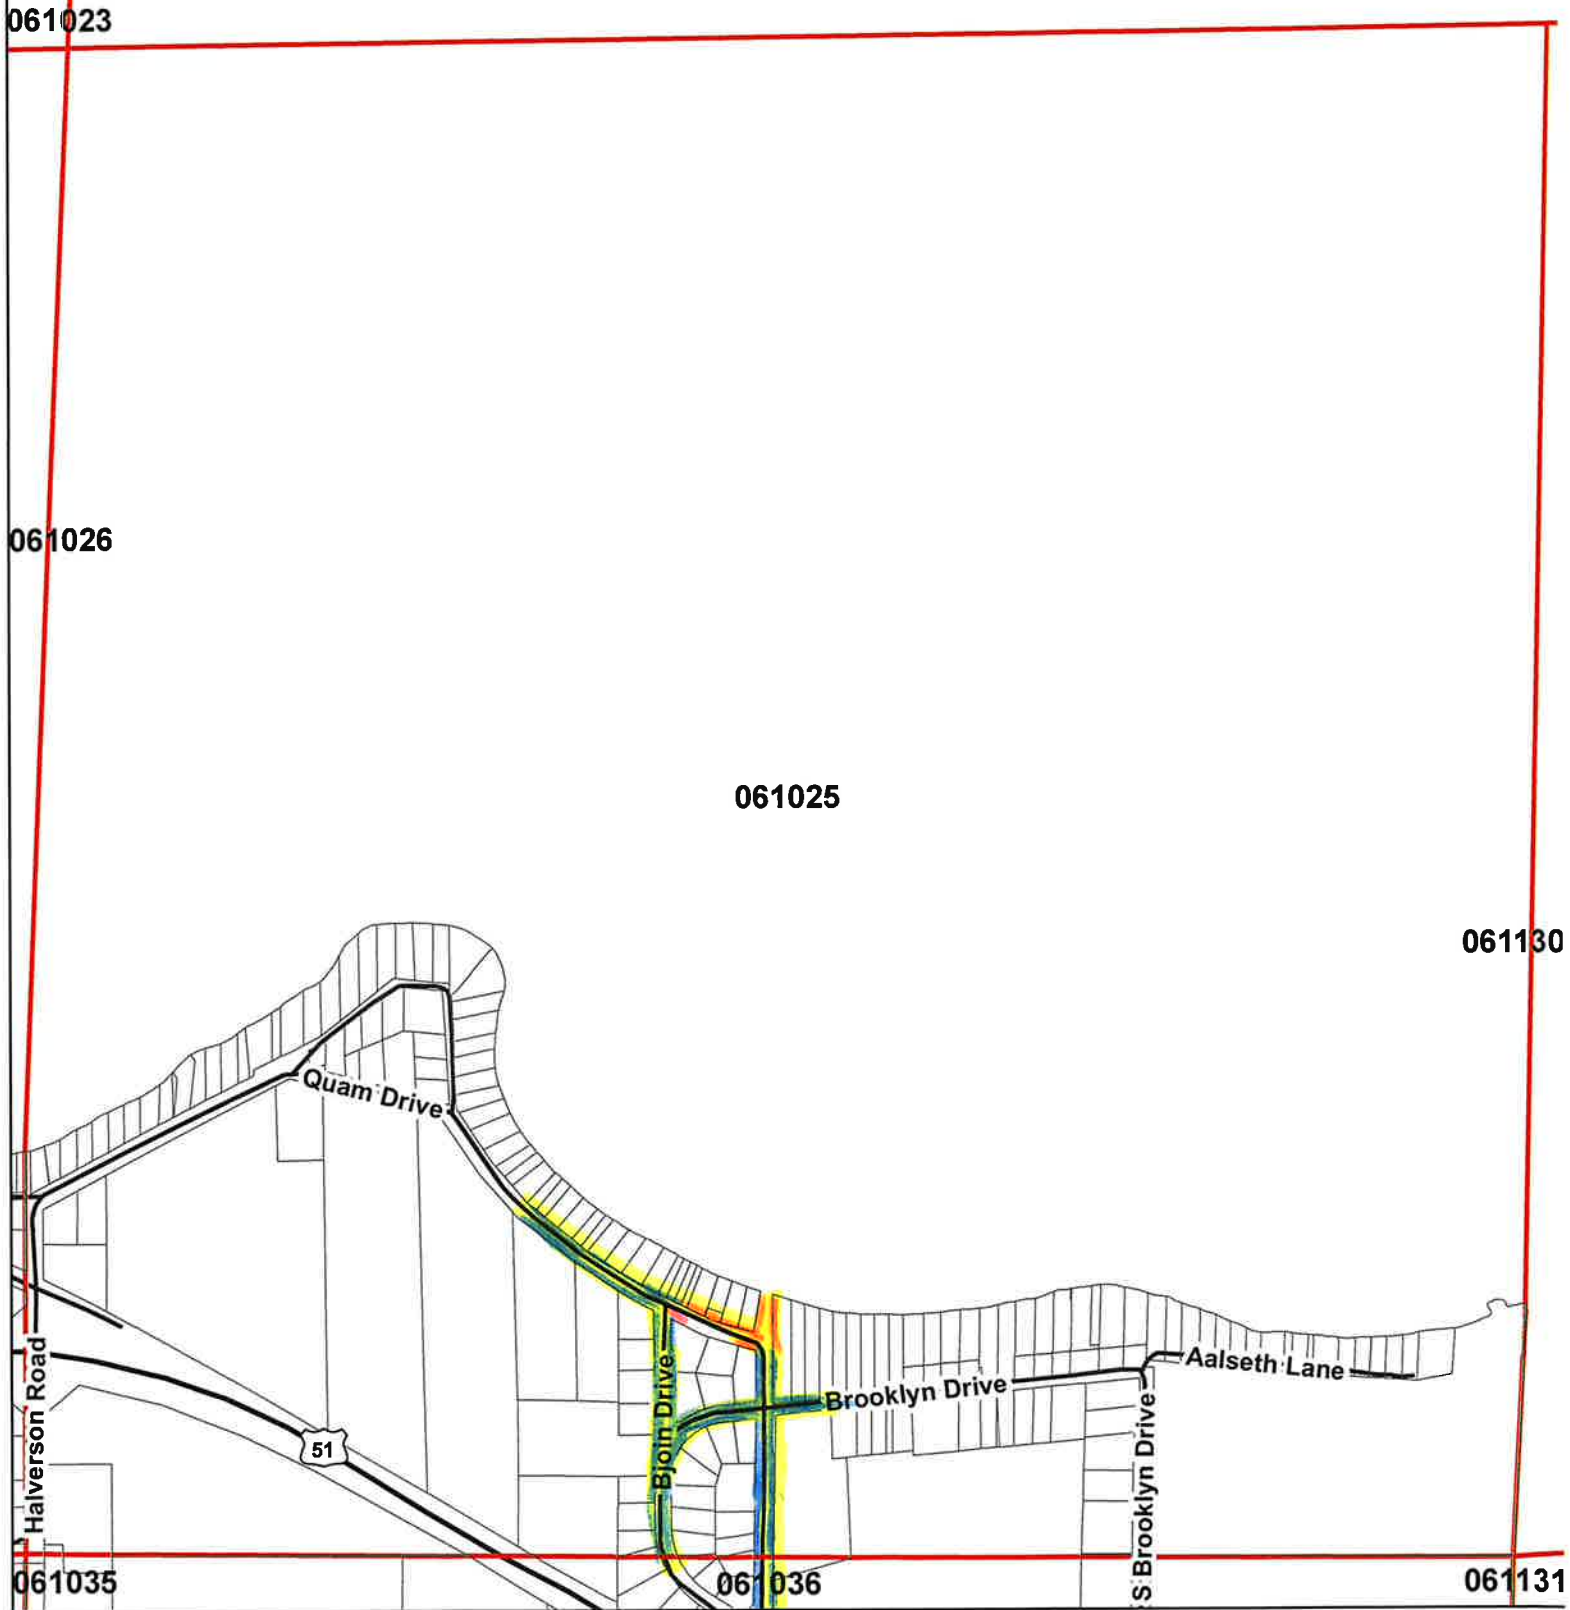 061023
061026
061025
061130
Quam Drive
Aalseth Lane
Brooklyn Drive
Bjoin Drive
Halverson Road
51
S Brooklyn Drive
061035
061036
061131